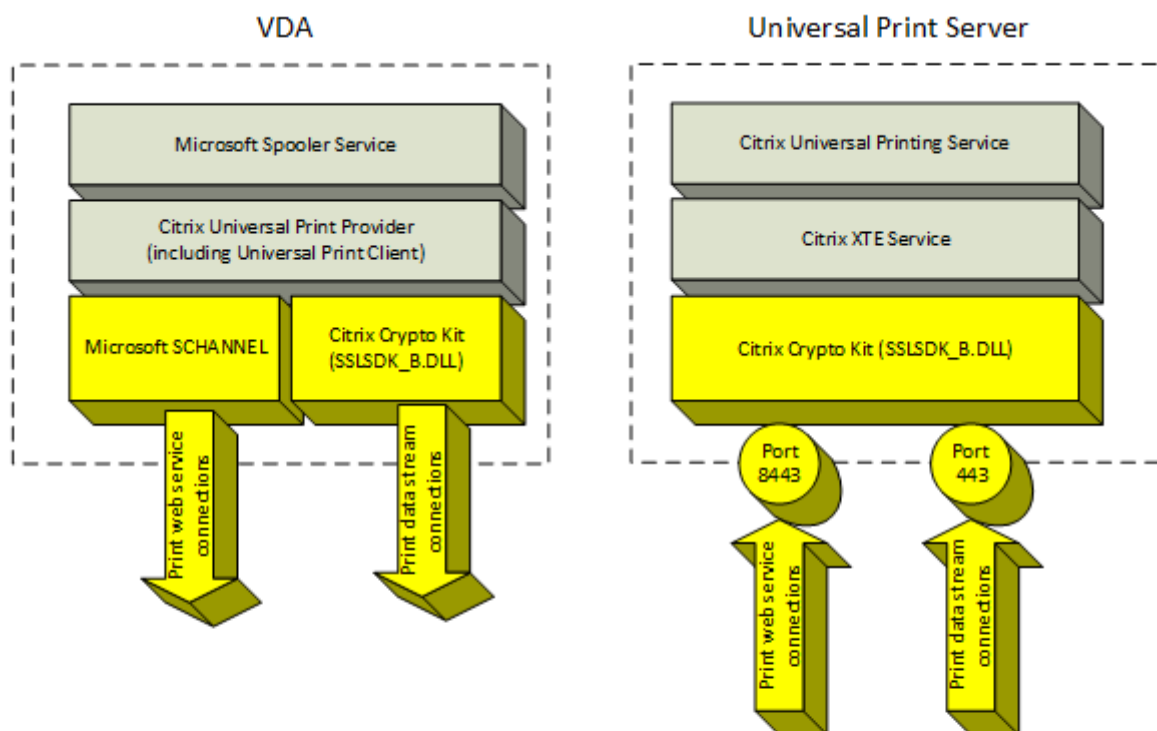 VDA
Microsoft Spooler Service
Citrix Universal Print Provider
(including Universal Print Client)
Microsoft SCHANNEL
Citrix Crypto Kit
(SSLSDK_B.DLL)
Print web service
connections
Print data stream
connections
Universal Print Server
Citrix Universal Printing Service
Citrix XTE Service
Citrix Crypto Kit (SSLSDK_B.DLL)
Port
8443
Port
443
Print web service
connections
Print data stream
connections